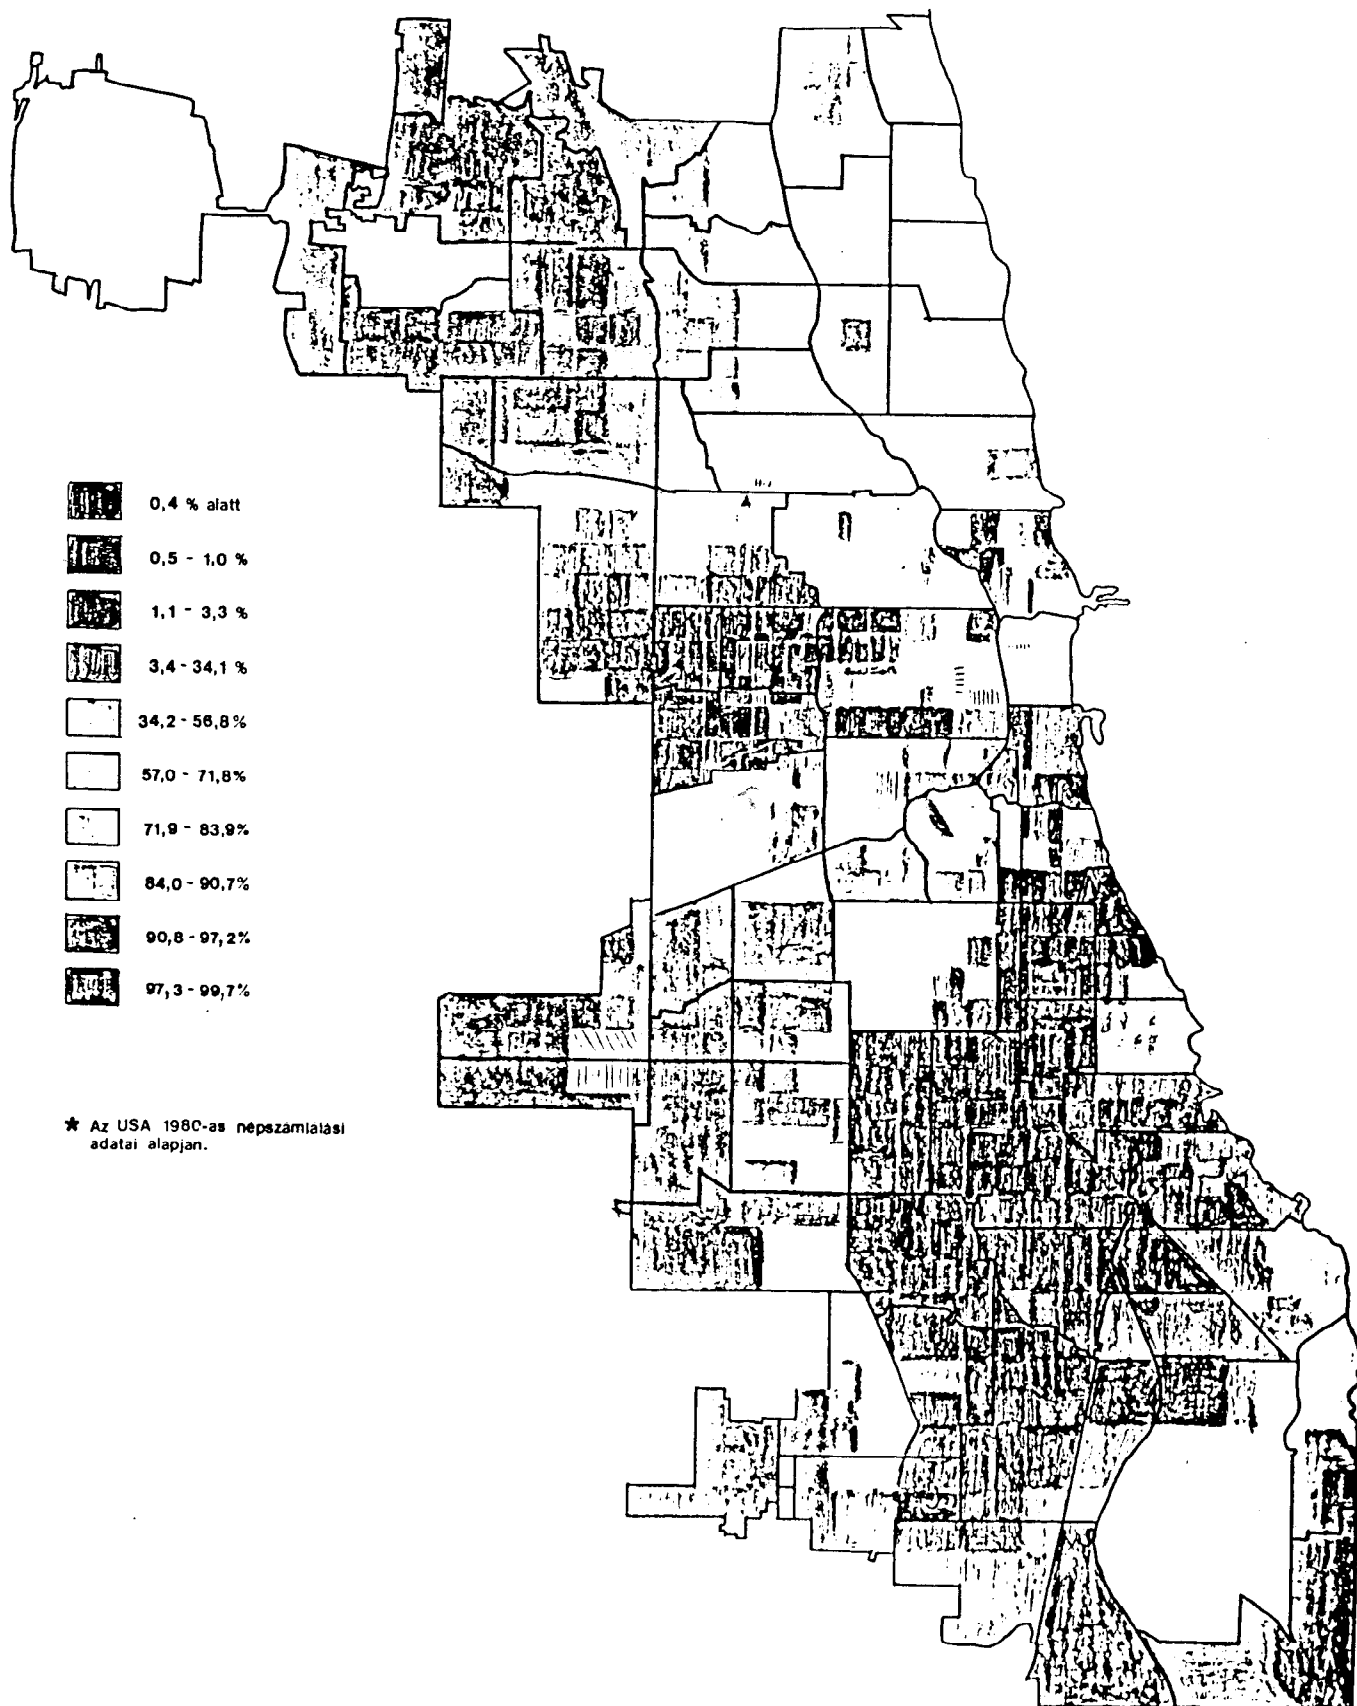 0,4 % alatt
0,5 - 1,0 %
1,1 - 3,3 %
3,4 - 34,1 %
34,2 - 56,8%
57,0 - 71,8%
71,9 - 83,9%
84,0 - 90,7%
90,8 - 97,2%
97,3 - 99,7%
★ Az USA 1980-as népszámlálási
adatai alapjan.